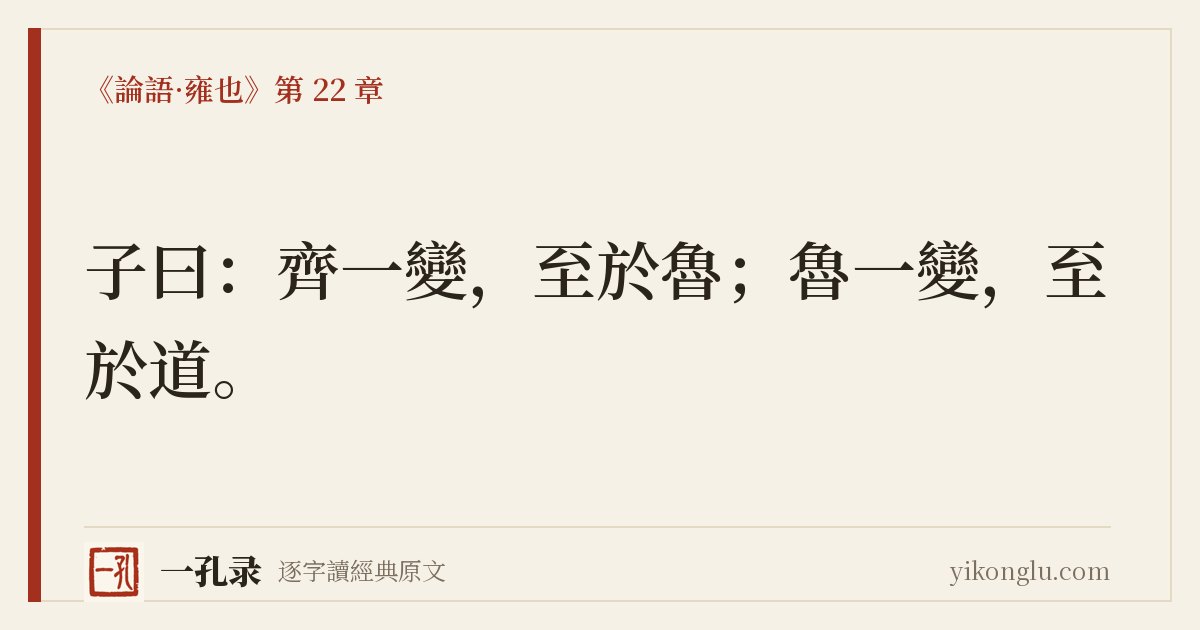 《論語·雍也》第 22 章
子曰：齊一變，至於魯；魯一變，至
於道。
一孔
一孔录 逐字讀經典原文 yikonglu.com